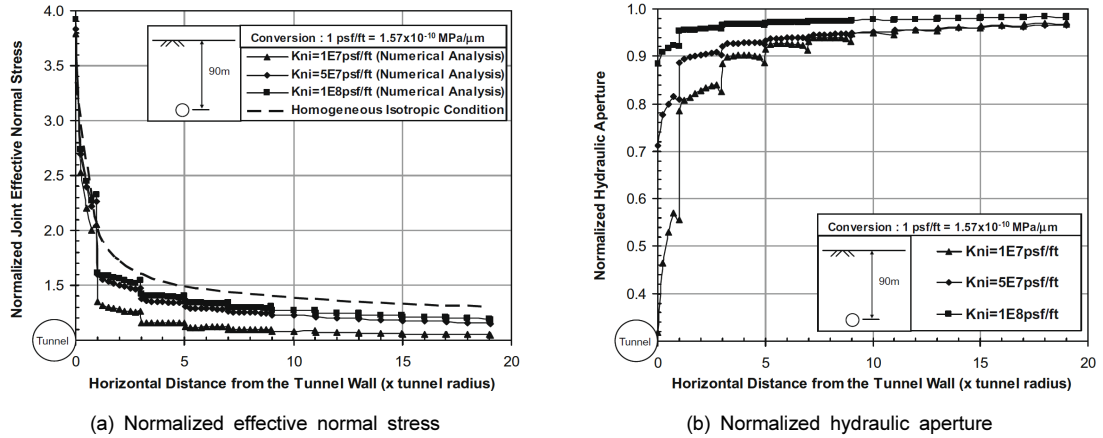 Normalized Joint Effective Normal Stress
4.0
3.5
3.0
2.5
2.0
1.5
90m
Conversion : 1 psf/ft = 1.57x10⁻¹⁰ MPa/μm
Kni=1E7psf/ft (Numerical Analysis)
Kni=5E7psf/ft (Numerical Analysis)
Kni=1E8psf/ft (Numerical Analysis)
Homogeneous Isotropic Condition
Tunnel
0 5 10 15 20
Horizontal Distance from the Tunnel Wall (x tunnel radius)
(a) Normalized effective normal stress
Normalized Hydraulic Aperture
1.0
0.9
0.8
0.7
0.6
0.5
0.4
Conversion : 1 psf/ft = 1.57x10⁻¹⁰ MPa/μm
90m
Kni=1E7psf/ft
Kni=5E7psf/ft
Kni=1E8psf/ft
Tunnel
0 5 10 15 20
Horizontal Distance from the Tunnel Wall (x tunnel radius)
(b) Normalized hydraulic aperture